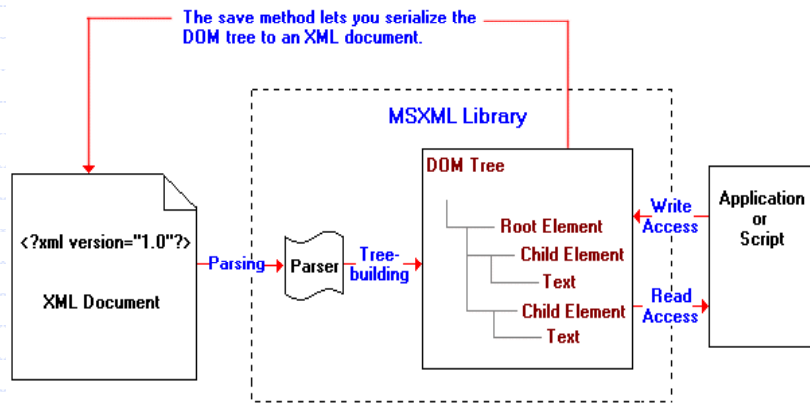 The save method lets you serialize the
DOM tree to an XML document.
MSXML Library
<?xml version="1.0"?>
XML Document
Parsing
Parser
Tree-
building
DOM Tree
Root Element
Child Element
Text
Child Element
Text
Write
Access
Read
Access
Application
or
Script